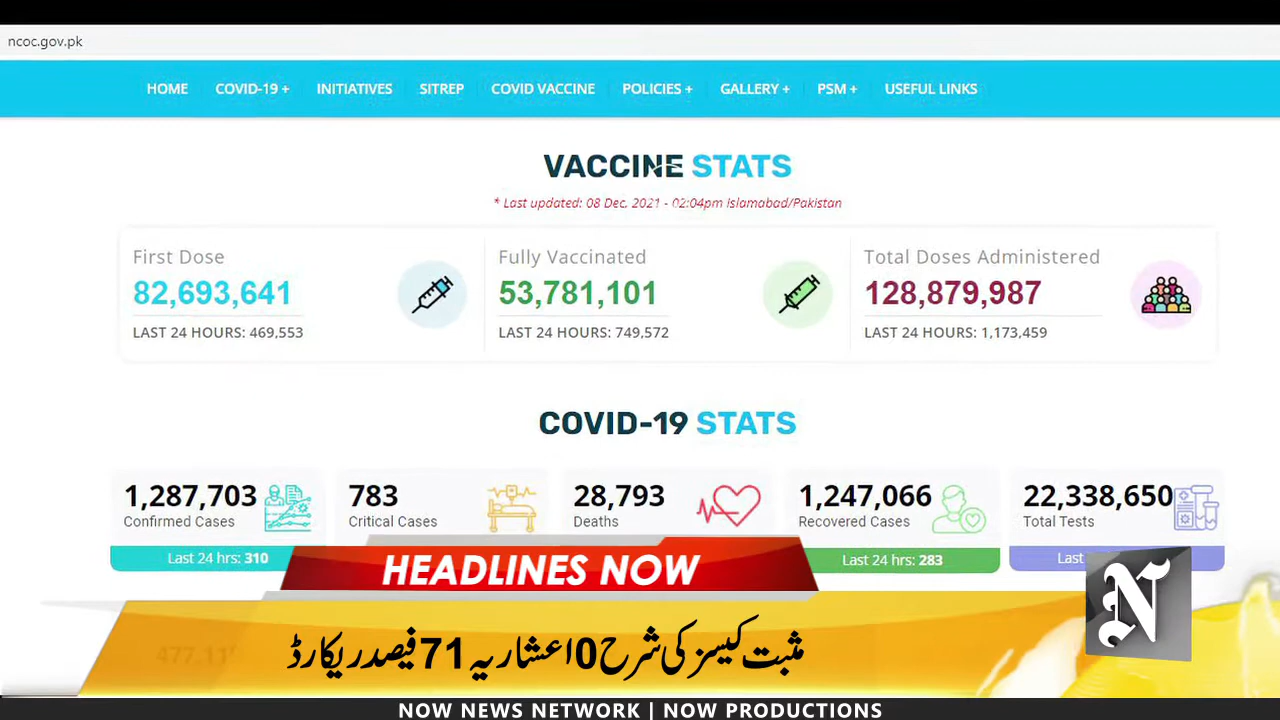 ncoc.gov.pk
HOME COVID-19 + INITIATIVES SITREP COVID VACCINE POLICIES + GALLERY + PSM + USEFUL LINKS
VACCINE STATS
* Last updated: 08 Dec, 2021 - 02:04pm Islamabad/Pakistan
First Dose Fully Vaccinated Total Doses Administered
82,693,641 53,781,101 128,879,987
LAST 24 HOURS: 469,553 LAST 24 HOURS: 749,572 LAST 24 HOURS: 1,173,459
COVID-19 STATS
1,287,703 783 28,793 1,247,066 22,338,650
Confirmed Cases Critical Cases Deaths Recovered Cases Total Tests
Last 24 hrs: 310 Last 24 hrs: 283 Last
HEADLINES NOW
N
مثبت کیسز کی شرح 0 اعشاریہ 71 فیصد ریکارڈ
NOW NEWS NETWORK | NOW PRODUCTIONS